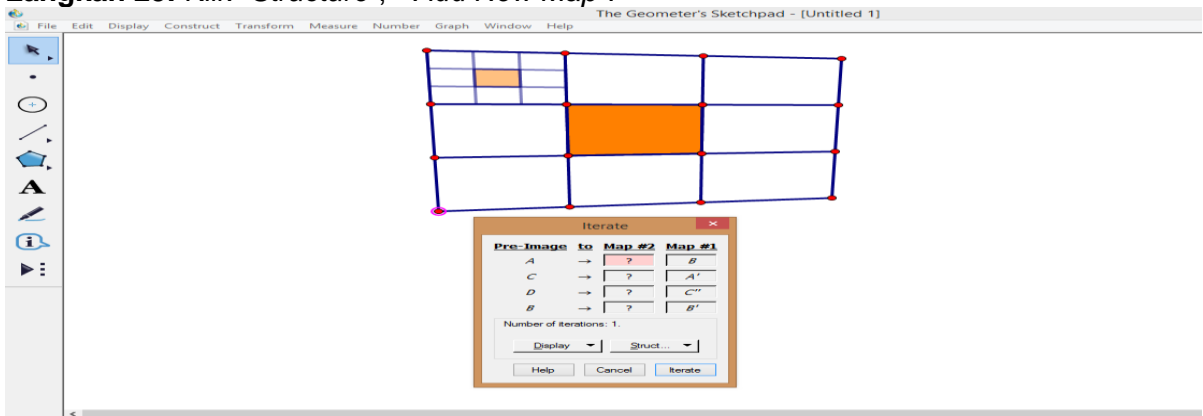 The Geometer's Sketchpad - [Untitled 1]
File Edit Display Construct Transform Measure Number Graph Window Help
A
Iterate
Pre-Image to Map #2 Map #1
A → ? B
C → ? A'
D → ? C''
B → ? B'
Number of iterations: 1.
Display Struct...
Help Cancel Iterate